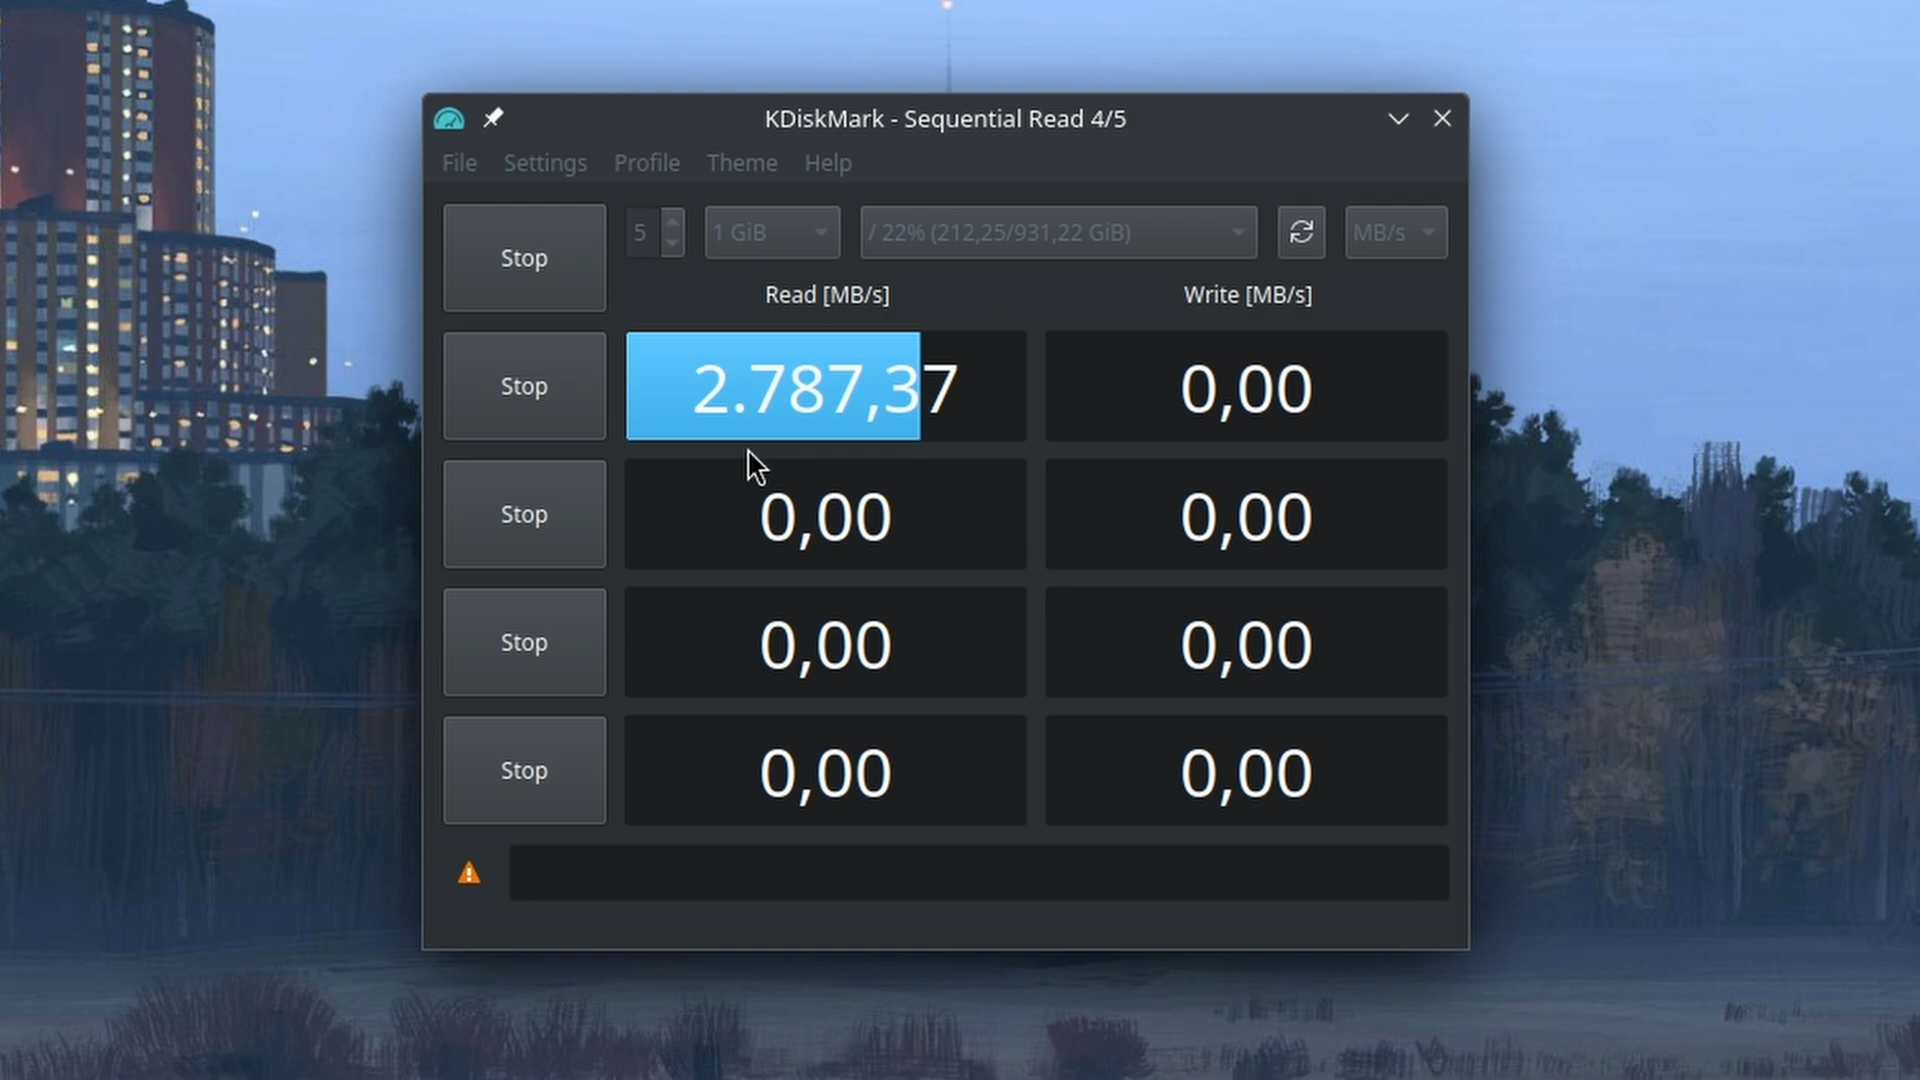 KDiskMark - Sequential Read 4/5
File Settings Profile Theme Help
Stop 5 1 GiB / 22% (212,25/931,22 GiB) MB/s
Read [MB/s] Write [MB/s]
Stop 2.787,37 0,00
Stop 0,00 0,00
Stop 0,00 0,00
Stop 0,00 0,00